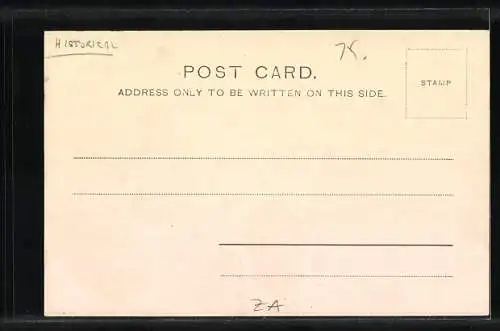 HISTORICAL
75.
POST CARD.
ADDRESS ONLY TO BE WRITTEN ON THIS SIDE.
STAMP
ZA